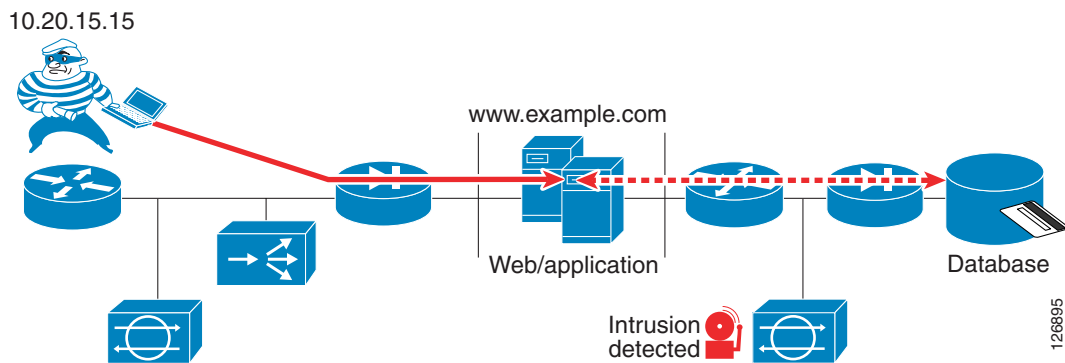 10.20.15.15
www.example.com
Web/application
Database
Intrusion
detected
126895